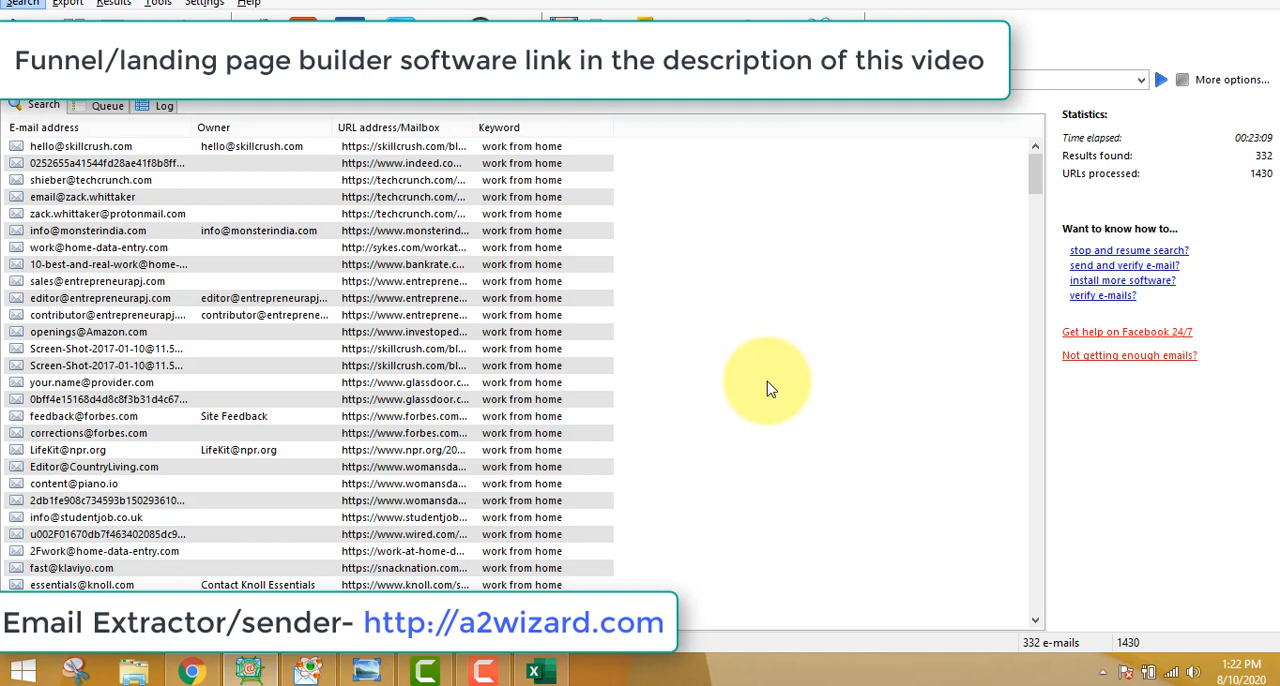 Search Export Results Tools Settings Help
Funnel/landing page builder software link in the description of this video
More options...
Search Queue Log
E-mail address Owner URL address/Mailbox Keyword
hello@skillcrush.com hello@skillcrush.com https://skillcrush.com/bl... work from home
0252655a41544fd28ae41f8b8ff... https://www.indeed.co... work from home
shieber@techcrunch.com https://techcrunch.com/... work from home
email@zack.whittaker https://techcrunch.com/... work from home
zack.whittaker@protonmail.com https://techcrunch.com/... work from home
info@monsterindia.com info@monsterindia.com https://www.monsterind... work from home
work@home-data-entry.com http://sykes.com/workat... work from home
10-best-and-real-work@home-... https://www.bankrate.c... work from home
sales@entrepreneurapj.com https://www.entreprene... work from home
editor@entrepreneurapj.com editor@entrepreneurapj... https://www.entreprene... work from home
contributor@entrepreneurapj.... contributor@entreprene... https://www.entreprene... work from home
openings@Amazon.com https://www.investoped... work from home
Screen-Shot-2017-01-10@11.5... https://skillcrush.com/bl... work from home
Screen-Shot-2017-01-10@11.5... https://skillcrush.com/bl... work from home
your.name@provider.com https://www.glassdoor.c... work from home
0bff4e15168d4d8c8f3b31d4c67... https://www.glassdoor.c... work from home
feedback@forbes.com Site Feedback https://www.forbes.com... work from home
corrections@forbes.com https://www.forbes.com... work from home
LifeKit@npr.org LifeKit@npr.org https://www.npr.org/20... work from home
Editor@CountryLiving.com https://www.womansda... work from home
content@piano.io https://www.womansda... work from home
2db1fe908c734593b150293610... https://www.womansda... work from home
info@studentjob.co.uk https://www.studentjob... work from home
u002F01670db7f463402085dc9... https://www.wired.com/... work from home
2Fwork@home-data-entry.com https://work-at-home-d... work from home
fast@klaviyo.com https://snacknation.com... work from home
essentials@knoll.com Contact Knoll Essentials https://www.knoll.com/s... work from home
Statistics:
Time elapsed: 00:23:09
Results found: 332
URLs processed: 1430
Want to know how to...
stop and resume search?
send and verify e-mail?
install more software?
verify e-mails?
Get help on Facebook 24/7
Not getting enough emails?
Email Extractor/sender- http://a2wizard.com
332 e-mails 1430
1:22 PM
8/10/2020